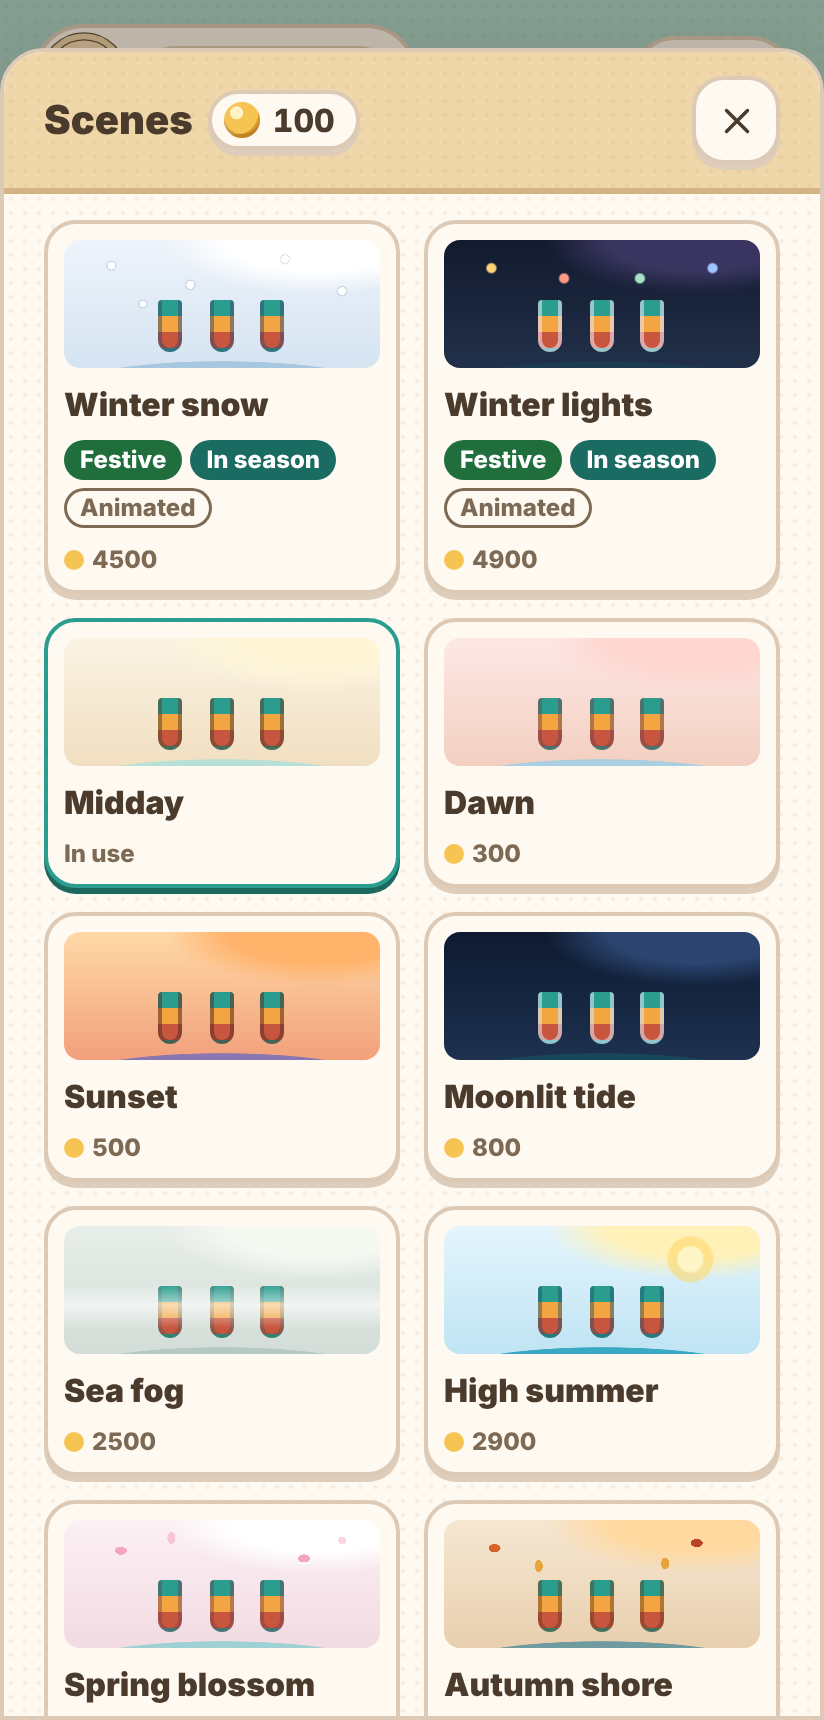 Scenes
100
Winter snow
Festive
In season
Animated
4500
Winter lights
Festive
In season
Animated
4900
Midday
In use
Dawn
300
Sunset
500
Moonlit tide
800
Sea fog
2500
High summer
2900
Spring blossom
Autumn shore